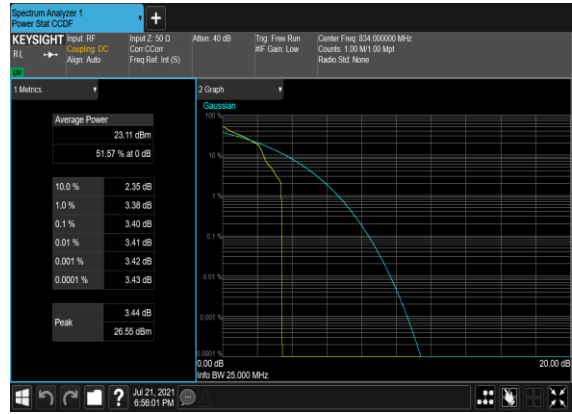 Spectrum Analyzer 1
Power Stat CCDF
KEYSIGHT
RL
Input: RF
Coupling: DC
Align: Auto
Input Z: 50 Ω
Corr CCorr
Freq Ref: Int (S)
Atten: 40 dB
Trig: Free Run
#IF Gain: Low
Center Freq: 834.000000 MHz
Counts: 1.00 M/1.00 Mpt
Radio Std: None
1 Metrics
Average Power
23.11 dBm
51.57 % at 0 dB
10.0 % 2.35 dB
1.0 % 3.38 dB
0.1 % 3.40 dB
0.01 % 3.41 dB
0.001 % 3.42 dB
0.0001 % 3.43 dB
Peak
3.44 dB
26.55 dBm
2 Graph
Gaussian
100 %
10 %
1 %
0.1 %
0.01 %
0.001 %
0.0001 %
0.00 dB
20.00 dB
Info BW 25.000 MHz
Jul 21, 2021
6:56:01 PM